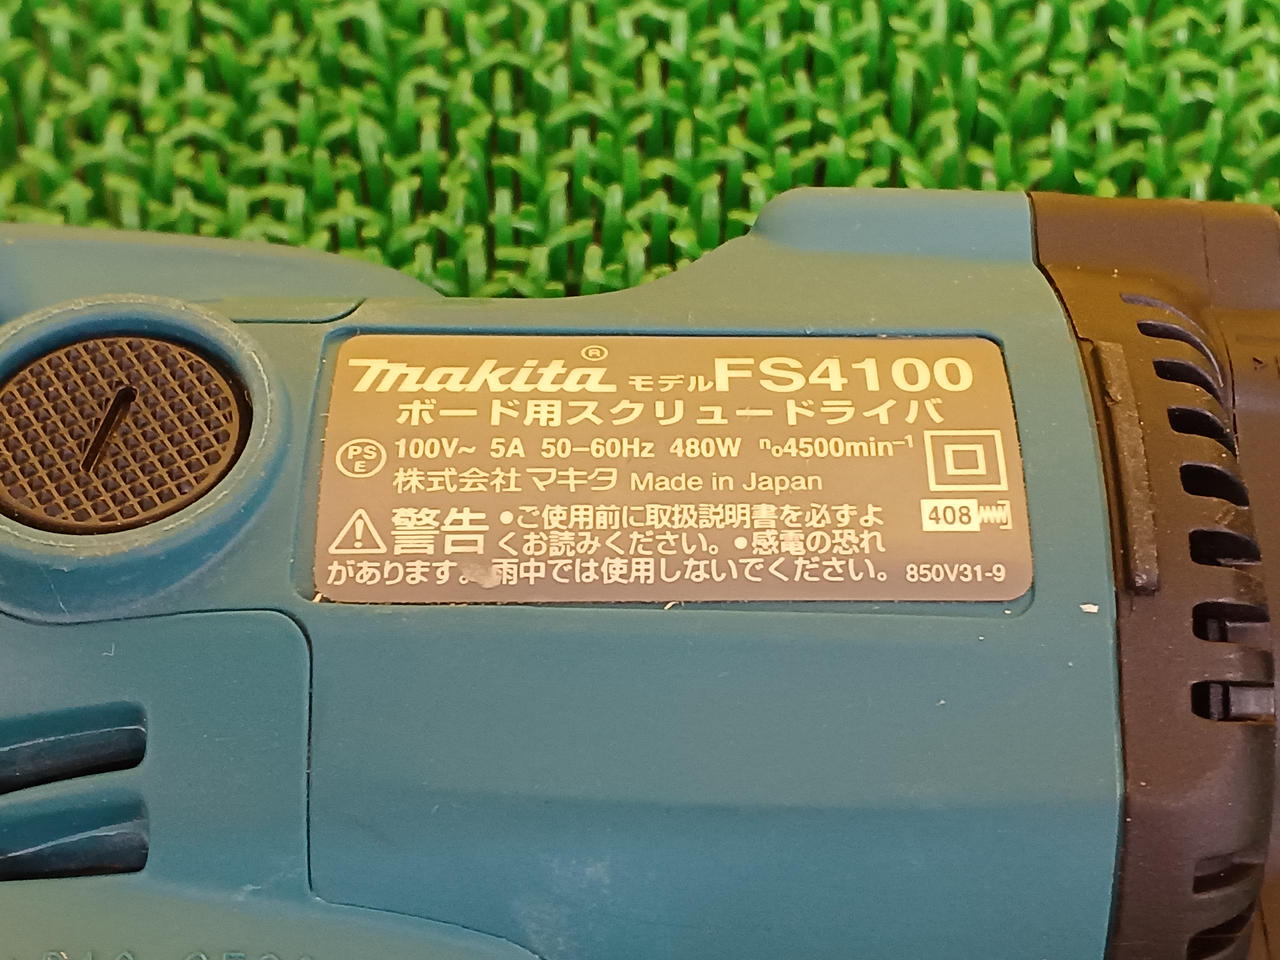 makita® モデルFS4100
ボード用スクリュードライバ
PSE 100V~ 5A 50-60Hz 480W n₀4500min⁻¹
株式会社 マキタ Made in Japan
408
警告 •ご使用前に取扱説明書を必ずよ
くお読みください。•感電の恐れ
があります。雨中では使用しないでください。 850V31-9